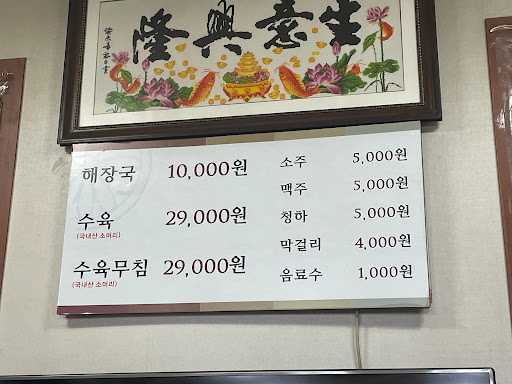 隆興意生
해장국 10,000원
수육 29,000원
(국내산 소머리)
수육무침 29,000원
(국내산 소머리)
소주 5,000원
맥주 5,000원
청하 5,000원
막걸리 4,000원
음료수 1,000원